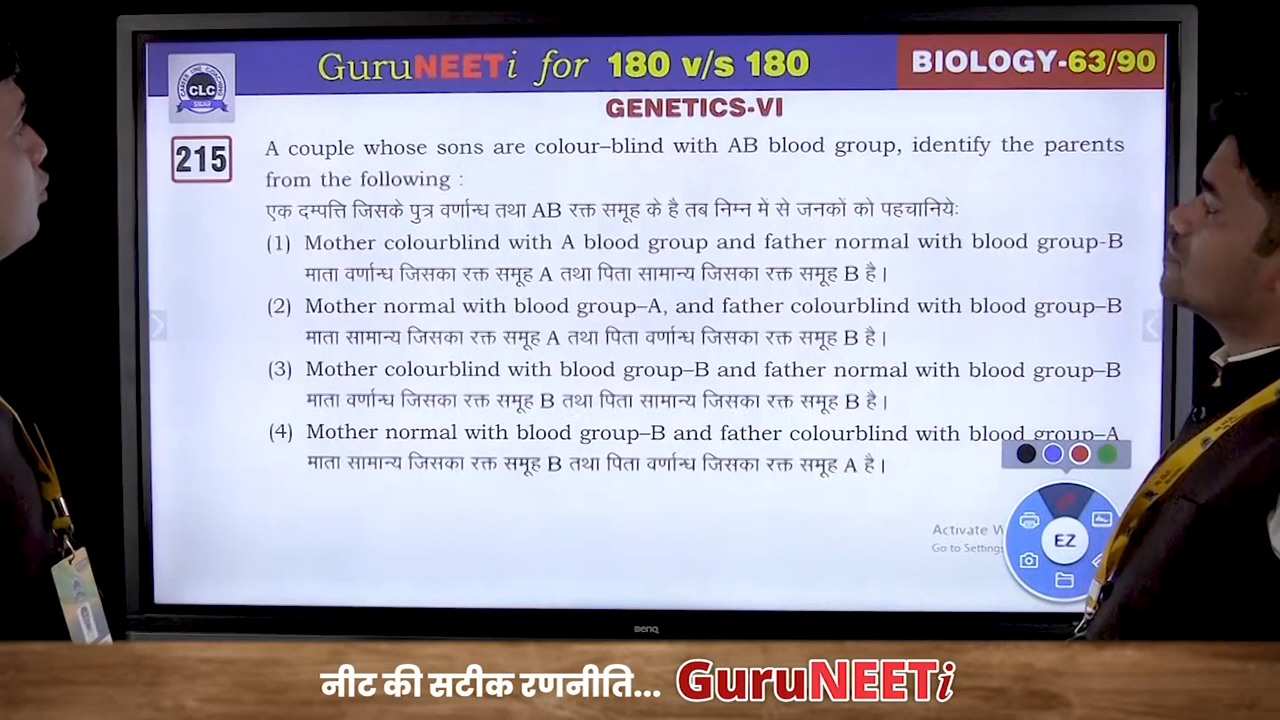 GuruNEETi for 180 v/s 180
BIOLOGY-63/90
CLC
SIKAR
GENETICS-VI
215
A couple whose sons are colour–blind with AB blood group, identify the parents
from the following :
एक दम्पत्ति जिसके पुत्र वर्णान्ध तथा AB रक्त समूह के है तब निम्न में से जनकों को पहचानिये:
(1) Mother colourblind with A blood group and father normal with blood group-B
माता वर्णान्ध जिसका रक्त समूह A तथा पिता सामान्य जिसका रक्त समूह B है।
(2) Mother normal with blood group–A, and father colourblind with blood group–B
माता सामान्य जिसका रक्त समूह A तथा पिता वर्णान्ध जिसका रक्त समूह B है।
(3) Mother colourblind with blood group–B and father normal with blood group–B
माता वर्णान्ध जिसका रक्त समूह B तथा पिता सामान्य जिसका रक्त समूह B है।
(4) Mother normal with blood group–B and father colourblind with blood group–A
माता सामान्य जिसका रक्त समूह B तथा पिता वर्णान्ध जिसका रक्त समूह A है।
Activate W
Go to Settings
EZ
BenQ
नीट की सटीक रणनीति... GuruNEETi